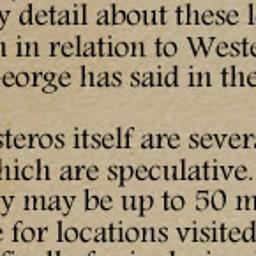 y detail about these l
n in relation to Weste
eorge has said in the
steros itself are severa
hich are speculative.
y may be up to 50 m
e for locations visited